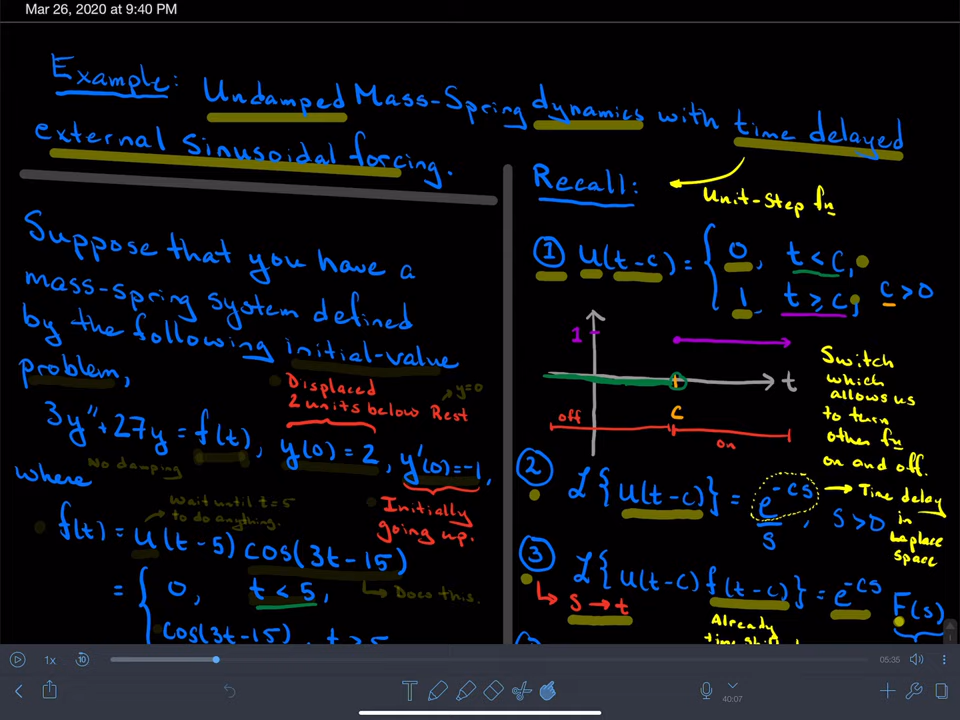 Mar 26, 2020 at 9:40 PM
Example: Undamped Mass-Spring dynamics with time delayed
external sinusoidal forcing.
Suppose that you have a
mass-spring system defined
by the following initial-value
problem,
Displaced
2 units below Rest
y=0
3y''+27y = f(t), y(0) = 2, y'(0)=-1,
No damping
where
Initially
going up.
Wait until t=5
to do anything.
f(t) = u(t-5) cos(3t-15)
Does this.
= { 0, t < 5,
cos(3t-15), t ≥ 5
Recall:
Unit-Step fn
① u(t-c) = { 0, t < c,
1, t ≥ c, c > 0
1
t
c
off
on
Switch
which
allows us
to turn
other fn
on and off.
② ℒ{u(t-c)} = e^{-cs}/s, s > 0
Time delay
in
Laplace
space
③ ℒ{u(t-c) f(t-c)} = e^{-cs} F(s)
s → t
Already
time shift
1x
10
05:35
T
40:07